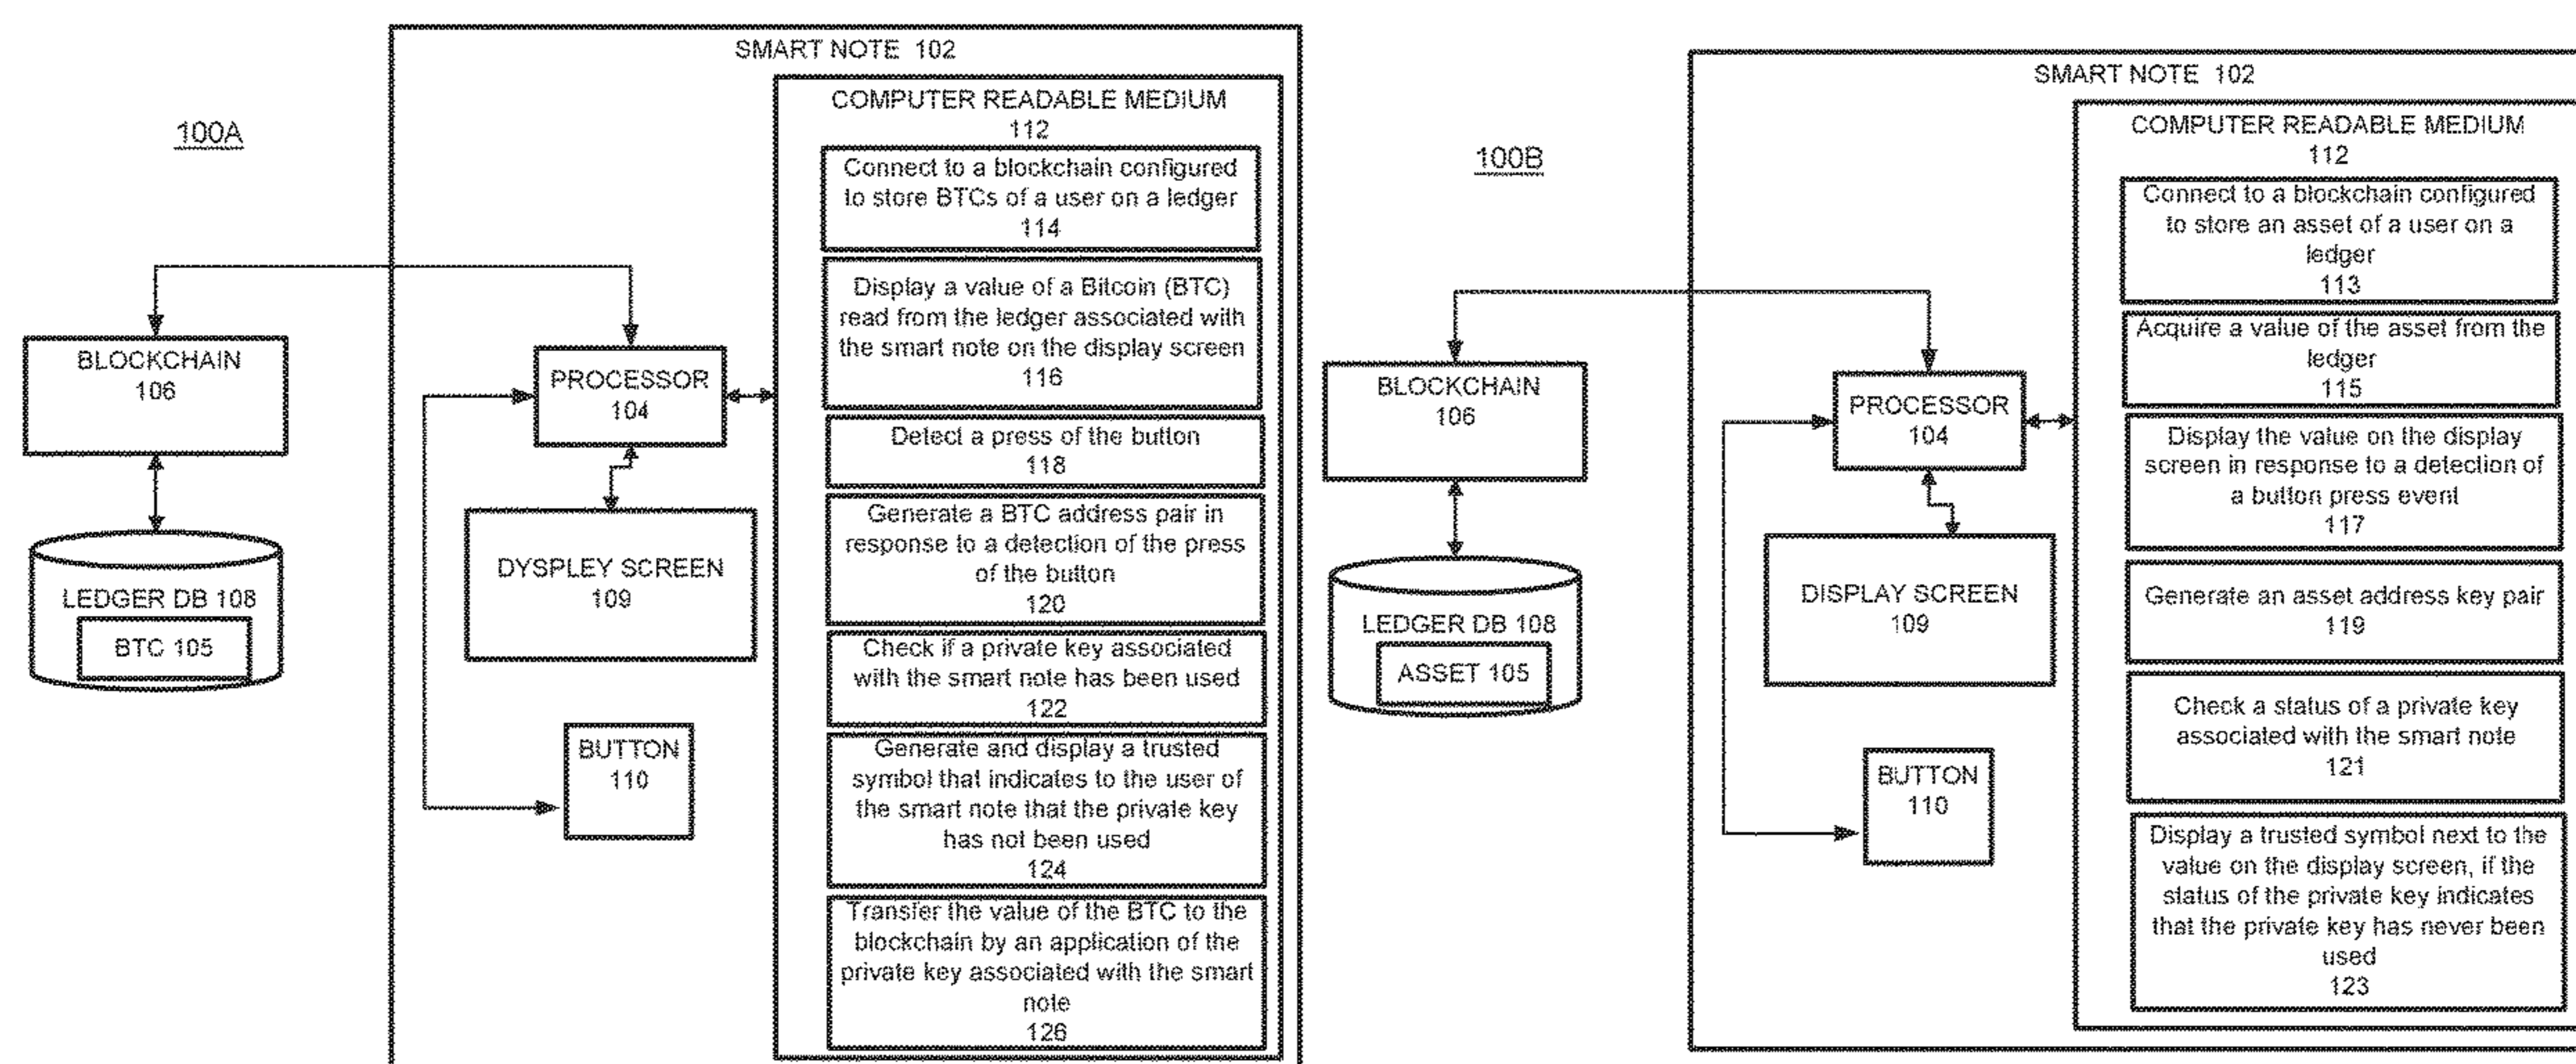 100A
SMART NOTE 102
COMPUTER READABLE MEDIUM
112
Connect to a blockchain configured
to store BTCs of a user on a ledger
114
Display a value of a Bitcoin (BTC)
read from the ledger associated with
the smart note on the display screen
116
Detect a press of the button
118
Generate a BTC address pair in
response to a detection of the press
of the button
120
Check if a private key associated
with the smart note has been used
122
Generate and display a trusted
symbol that indicates to the user of
the smart note that the private key
has not been used
124
Transfer the value of the BTC to the
blockchain by an application of the
private key associated with the smart
note
126
BLOCKCHAIN
106
LEDGER DB 108
BTC 105
PROCESSOR
104
DYSPLEY SCREEN
109
BUTTON
110
100B
SMART NOTE 102
COMPUTER READABLE MEDIUM
112
Connect to a blockchain configured
to store an asset of a user on a
ledger
113
Acquire a value of the asset from the
ledger
115
Display the value on the display
screen in response to a detection of
a button press event
117
Generate an asset address key pair
119
Check a status of a private key
associated with the smart note
121
Display a trusted symbol next to the
value on the display screen, if the
status of the private key indicates
that the private key has never been
used
123
BLOCKCHAIN
106
LEDGER DB 108
ASSET 105
PROCESSOR
104
DISPLAY SCREEN
109
BUTTON
110